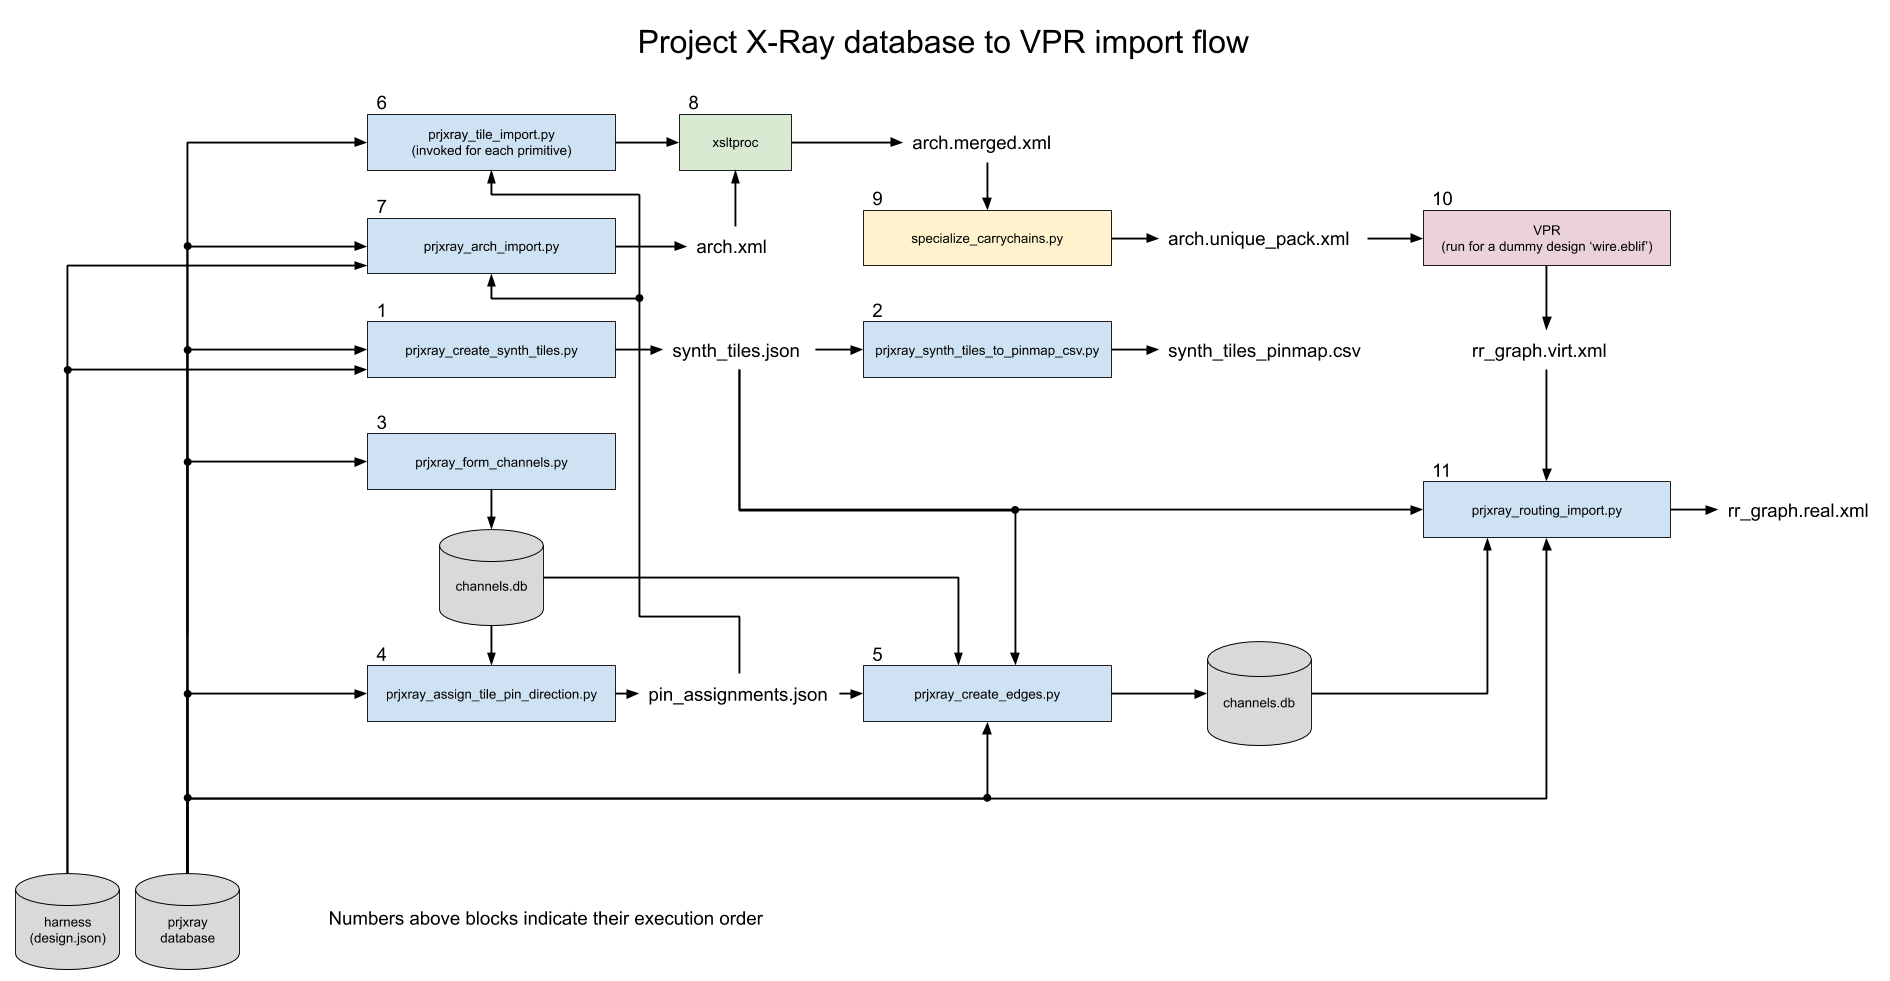 Project X-Ray database to VPR import flow
6
prjxray_tile_import.py
(invoked for each primitive)
8
xsltproc
arch.merged.xml
7
prjxray_arch_import.py
arch.xml
9
specialize_carrychains.py
arch.unique_pack.xml
10
VPR
(run for a dummy design ‘wire.eblif’)
1
prjxray_create_synth_tiles.py
synth_tiles.json
2
prjxray_synth_tiles_to_pinmap_csv.py
synth_tiles_pinmap.csv
rr_graph.virt.xml
3
prjxray_form_channels.py
11
prjxray_routing_import.py
rr_graph.real.xml
channels.db
4
prjxray_assign_tile_pin_direction.py
pin_assignments.json
5
prjxray_create_edges.py
channels.db
harness
(design.json)
prjxray
database
Numbers above blocks indicate their execution order